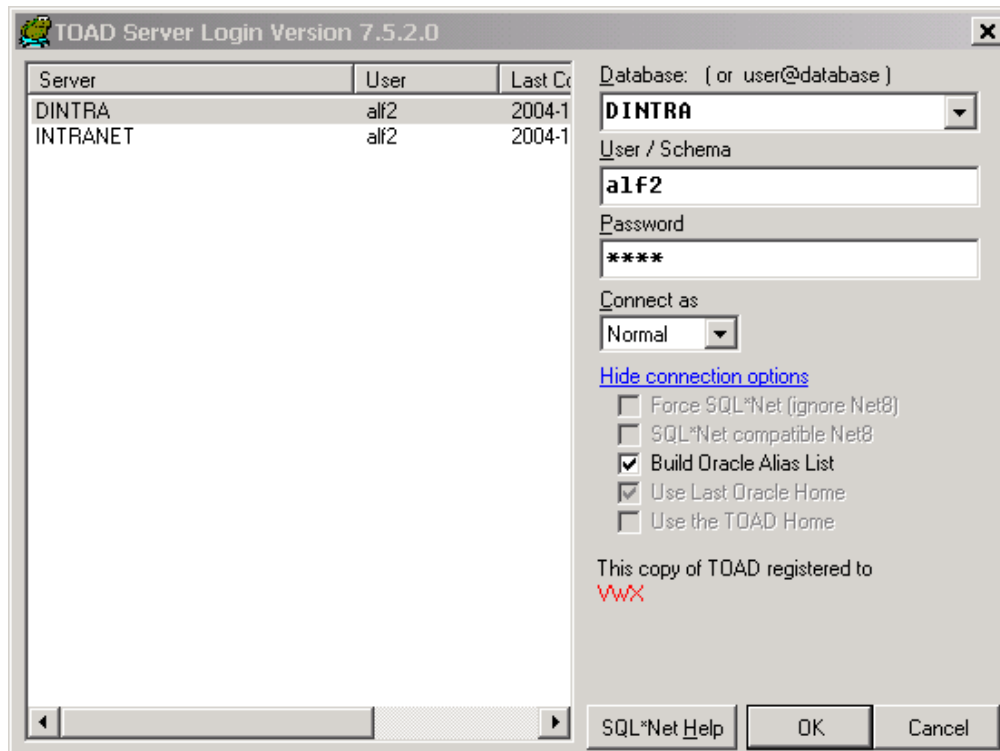 TOAD Server Login Version 7.5.2.0
Server User Last Co
DINTRA alf2 2004-1
INTRANET alf2 2004-1
Database: ( or user@database )
DINTRA
User / Schema
alf2
Password
****
Connect as
Normal
Hide connection options
Force SQL*Net (ignore Net8)
SQL*Net compatible Net8
Build Oracle Alias List
Use Last Oracle Home
Use the TOAD Home
This copy of TOAD registered to
VWX
SQL*Net Help OK Cancel